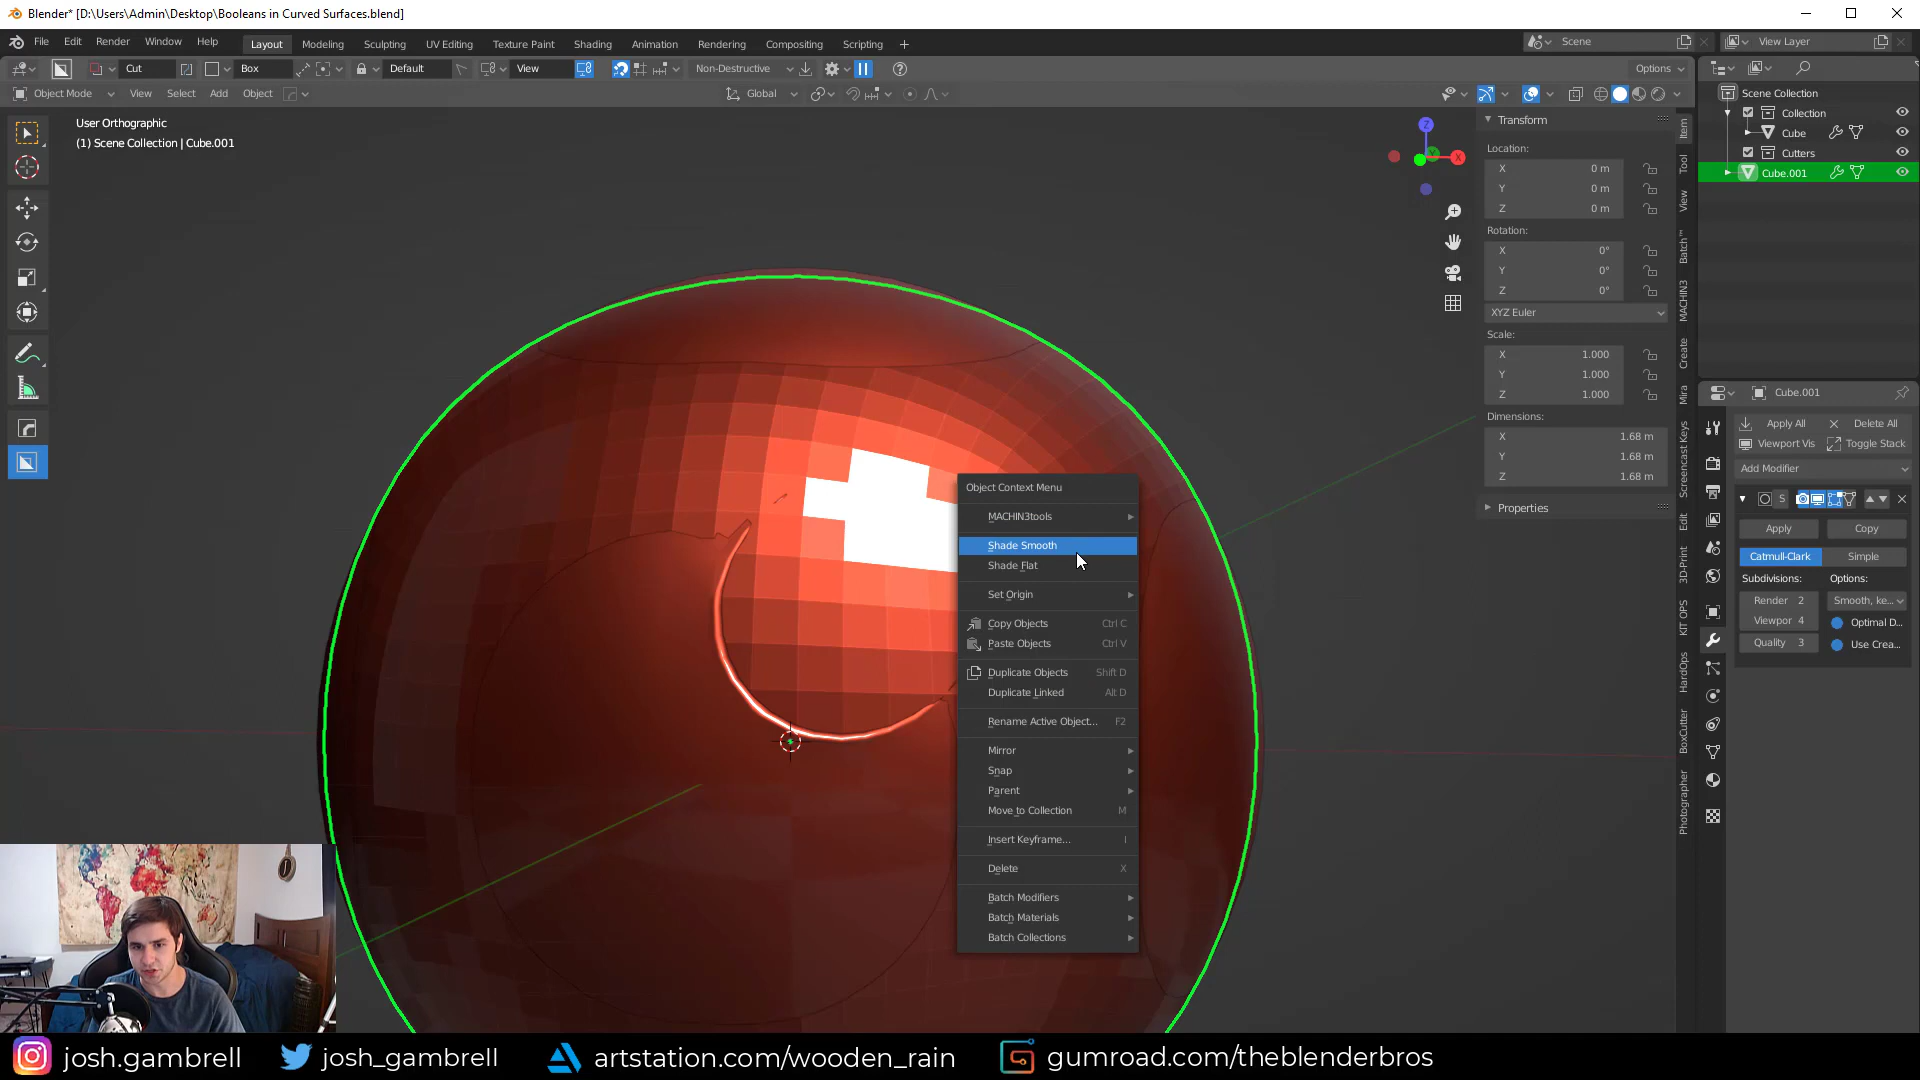 Blender* [D:\Users\Admin\Desktop\Booleans in Curved Surfaces.blend]
File Edit Render Window Help Layout Modeling Sculpting UV Editing Texture Paint Shading Animation Rendering Compositing Scripting + Scene View Layer
Cut Box Default View Non-Destructive Options
Object Mode View Select Add Object Global
User Orthographic
(1) Scene Collection | Cube.001
Z
X
Y
Transform
Location:
X 0 m
Y 0 m
Z 0 m
Rotation:
X 0°
Y 0°
Z 0°
XYZ Euler
Scale:
X 1.000
Y 1.000
Z 1.000
Dimensions:
X 1.68 m
Y 1.68 m
Z 1.68 m
Properties
Item
Tool
View
Batch™
MACHIN3
Create
Mira
Screencast Keys
Edit
3D-Print
KIT OPS
HardOps
BoxCutter
Photographer
Scene Collection
Collection
Cube
Cutters
Cube.001
Cube.001
Apply All Delete All
Viewport Vis Toggle Stack
Add Modifier
S
Apply Copy
Catmull-Clark Simple
Subdivisions: Options:
Render 2 Smooth, ke...
Viewpor 4 Optimal D...
Quality 3 Use Crea...
Object Context Menu
MACHIN3tools
Shade Smooth
Shade Flat
Set Origin
Copy Objects Ctrl C
Paste Objects Ctrl V
Duplicate Objects Shift D
Duplicate Linked Alt D
Rename Active Object... F2
Mirror
Snap
Parent
Move to Collection M
Insert Keyframe... I
Delete X
Batch Modifiers
Batch Materials
Batch Collections
josh.gambrell josh_gambrell artstation.com/wooden_rain gumroad.com/theblenderbros